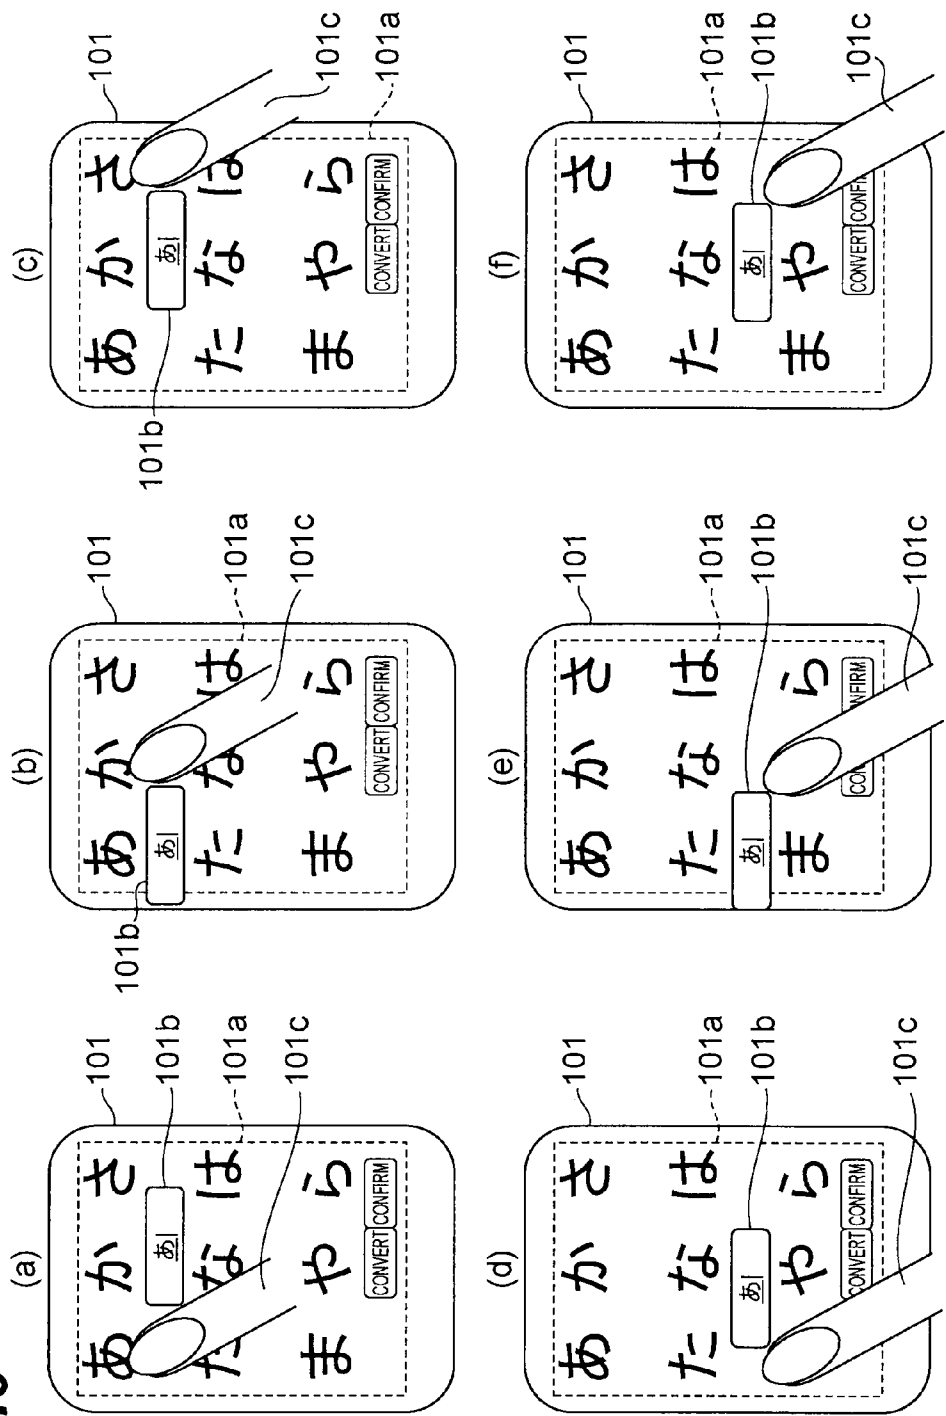 (a)
101
あ か さ
101b
あ
た な は
101a
101c
ま や ら
CONVERT CONFIRM
(b)
101
あ か さ
101b
あ
た な は
101a
101c
ま や ら
CONVERT CONFIRM
(c)
101
あ か さ
101b
あ
た な は
101c
ま や ら
101a
CONVERT CONFIRM
(d)
101
あ か さ
た な は
101a
あ
101b
や ら
CONVERT CONFIRM
101c
(e)
101
あ か さ
た な は
101a
あ
101b
ま ら
CON NFIRM
101c
(f)
101
あ か さ
た な は
101a
あ
101b
ま や
CONVERT CONFIR
101c